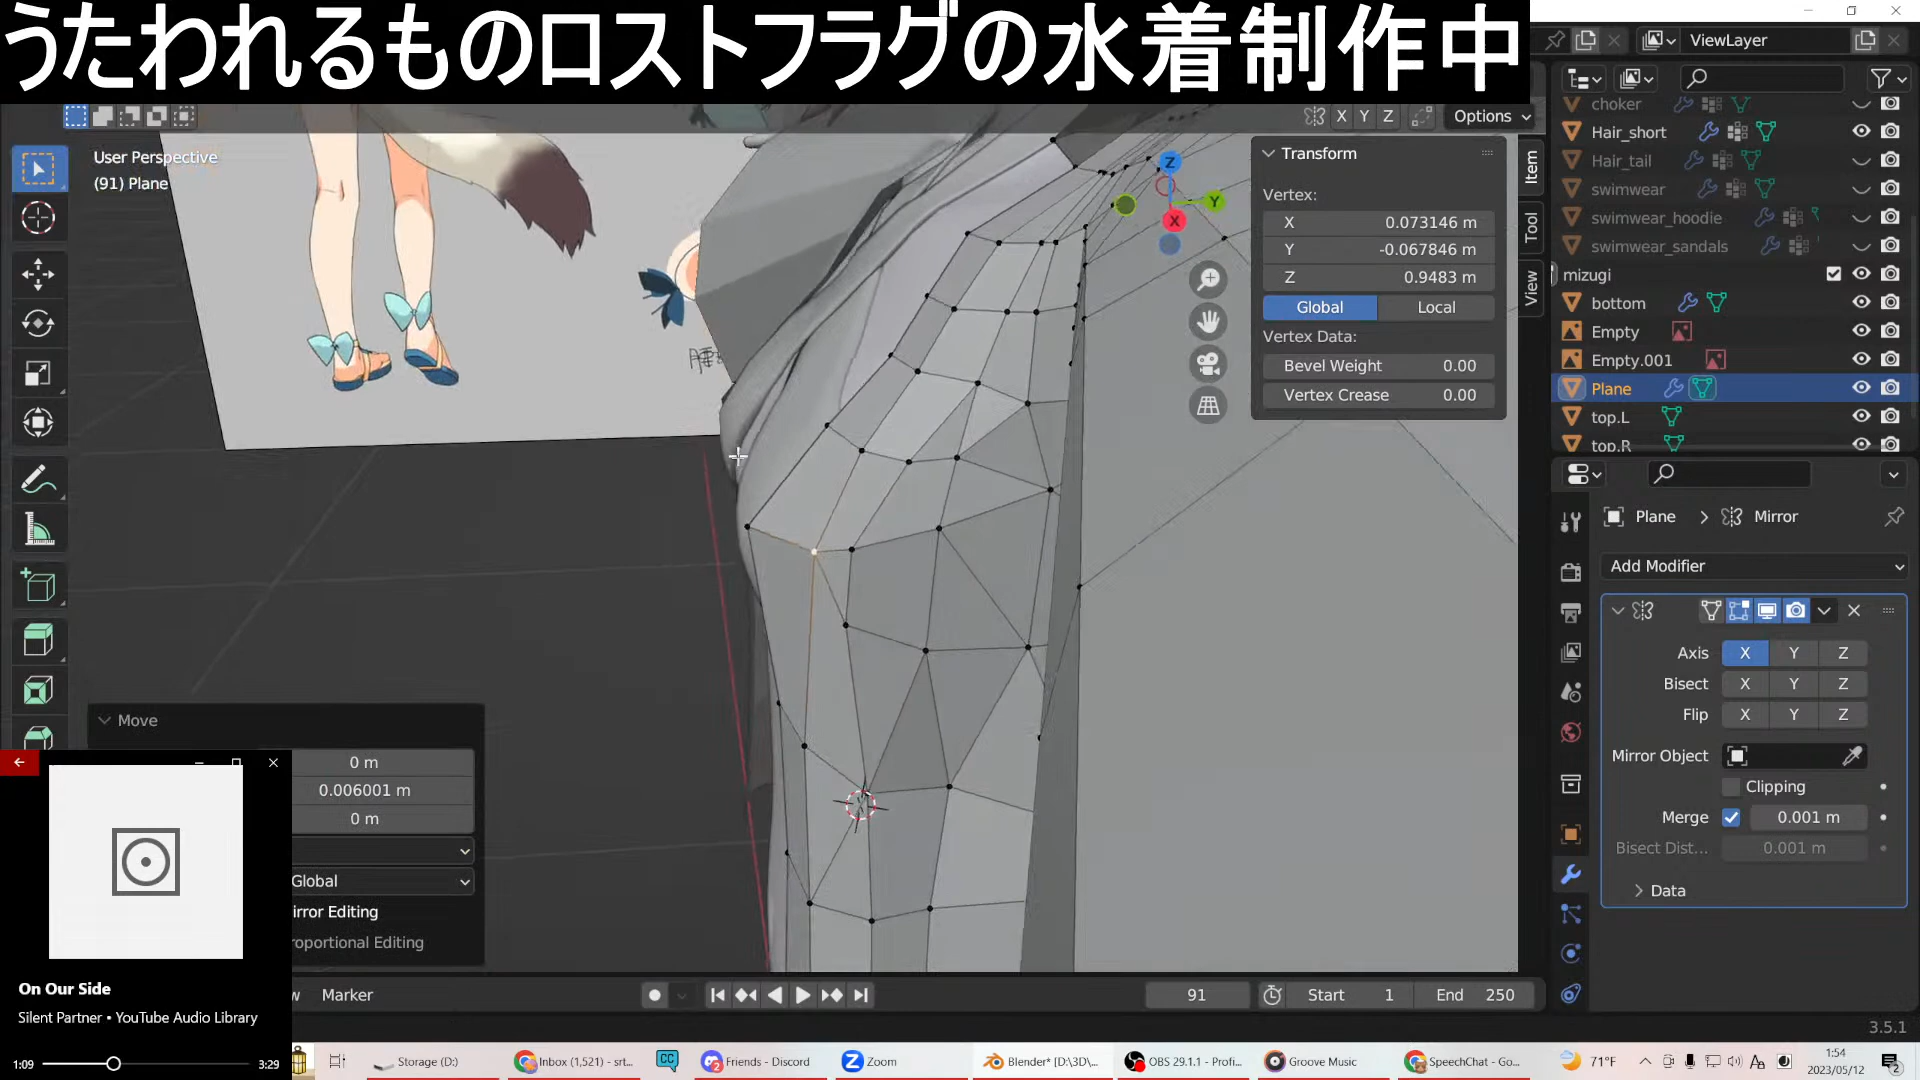 うたわれるものロストフラグの水着制作中
ViewLayer
X Y Z
Options
User Perspective
(91) Plane
Z
Y
X
Transform
Vertex:
X 0.073146 m
Y -0.067846 m
Z 0.9483 m
Global Local
Vertex Data:
Bevel Weight 0.00
Vertex Crease 0.00
Item
Tool
View
choker
Hair_short
Hair_tail
swimwear
swimwear_hoodie
swimwear_sandals
mizugi
bottom
Empty
Empty.001
Plane
top.L
top.R
Plane > Mirror
Add Modifier
Axis X Y Z
Bisect X Y Z
Flip X Y Z
Mirror Object
Clipping
Merge 0.001 m
Bisect Dist... 0.001 m
Data
Move
0 m
0.006001 m
0 m
Global
irror Editing
roportional Editing
On Our Side
Silent Partner • YouTube Audio Library
1:09 3:29
w Marker
91 Start 1 End 250
3.5.1
Storage (D:)
Inbox (1,521) - srt...
CC
Friends - Discord
2
Zoom
Blender* [D:\3D\...
OBS 29.1.1 - Profi...
Groove Music
SpeechChat - Go...
71°F
A
1:54
2023/05/12
2